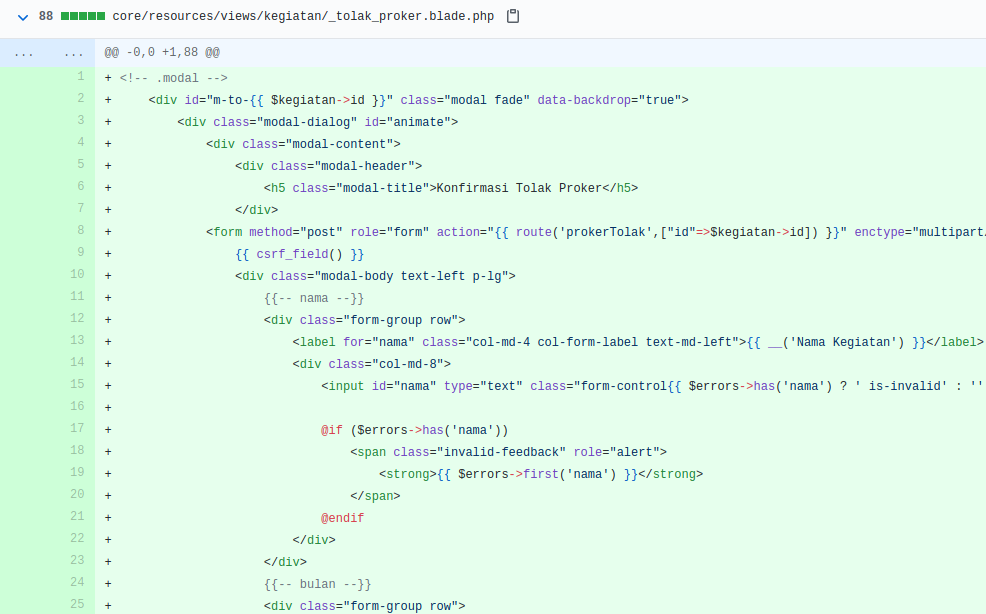 88 core/resources/views/kegiatan/_tolak_proker.blade.php
... ... @@ -0,0 +1,88 @@
1 + <!-- .modal -->
2 +     <div id="m-to-{{ $kegiatan->id }}" class="modal fade" data-backdrop="true">
3 +         <div class="modal-dialog" id="animate">
4 +             <div class="modal-content">
5 +                 <div class="modal-header">
6 +                     <h5 class="modal-title">Konfirmasi Tolak Proker</h5>
7 +                 </div>
8 +             <form method="post" role="form" action="{{ route('prokerTolak',["id"=>$kegiatan->id]) }}" enctype="multipart.
9 +                 {{ csrf_field() }}
10 +                 <div class="modal-body text-left p-lg">
11 +                     {{-- nama --}}
12 +                     <div class="form-group row">
13 +                         <label for="nama" class="col-md-4 col-form-label text-md-left">{{ __('Nama Kegiatan') }}</label>
14 +                         <div class="col-md-8">
15 +                             <input id="nama" type="text" class="form-control{{ $errors->has('nama') ? ' is-invalid' : ''
16 +
17 +                             @if ($errors->has('nama'))
18 +                                 <span class="invalid-feedback" role="alert">
19 +                                     <strong>{{ $errors->first('nama') }}</strong>
20 +                                 </span>
21 +                             @endif
22 +                         </div>
23 +                     </div>
24 +                     {{-- bulan --}}
25 +                     <div class="form-group row">